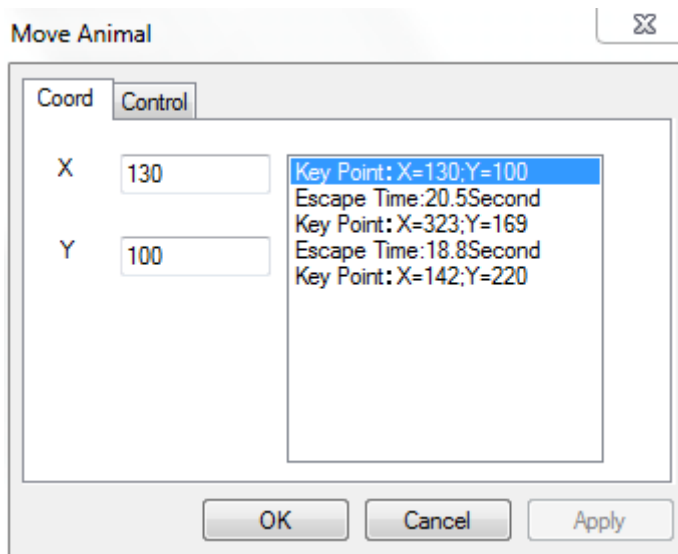 Move Animal
Coord Control
X 130
Y 100
Key Point: X=130;Y=100
Escape Time:20.5Second
Key Point: X=323;Y=169
Escape Time:18.8Second
Key Point: X=142;Y=220
OK Cancel Apply